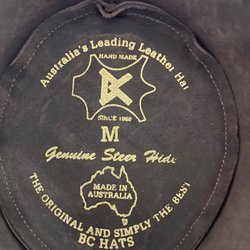 Australia's Leading Leather Hat
HAND MADE
BC
SINCE 1969
M
Genuine Steer Hide
MADE IN
AUSTRALIA
THE ORIGINAL AND SIMPLY THE BEST
BC HATS